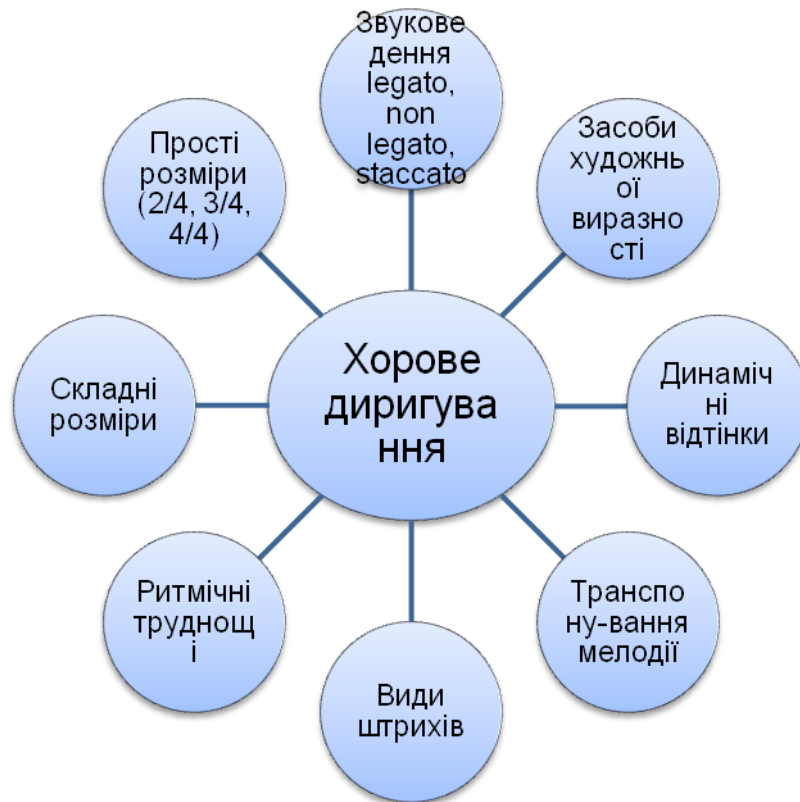 Звукове
дення
legato,
non
legato,
staccato
Прості
розміри
(2/4, 3/4,
4/4)
Засоби
художнь
ої
виразно
сті
Хорове
диригува
ння
Складні
розміри
Динаміч
ні
відтінки
Ритмічні
труднощ
і
Транспо
ну-вання
мелодії
Види
штрихів